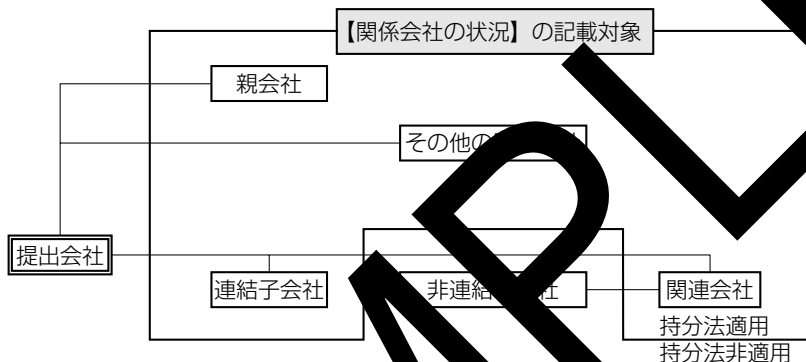 【関係会社の状況】の記載対象
親会社
その他の
提出会社
連結子会社
非連結 社
関連会社
持分法適用
持分法非適用